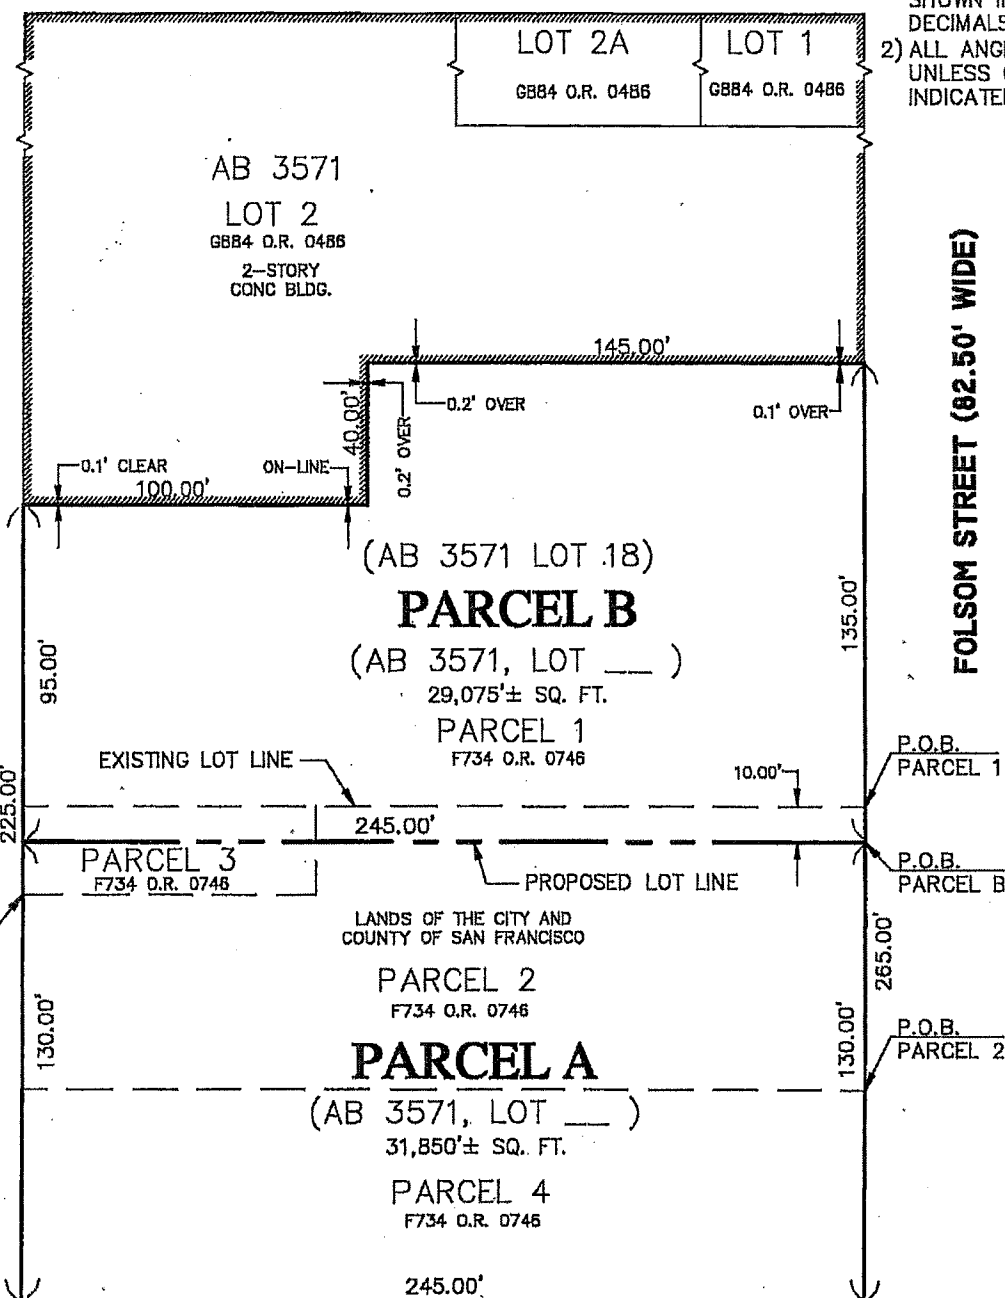 DECIMALS
2) ALL ANG
UNLESS
INDICATE
LOT 2A
GB84 O.R. 0486
LOT 1
GB84 O.R. 0486
AB 3571
LOT 2
GB84 O.R. 0486
2-STORY
CONC BLDG.
FOLSOM STREET (82.50' WIDE)
145.00'
0.2' OVER
0.1' OVER
40.00'
0.2' OVER
0.1' CLEAR
ON-LINE
100.00'
(AB 3571 LOT 18)
PARCEL B
(AB 3571, LOT __ )
29,075'± SQ. FT.
PARCEL 1
F734 O.R. 0746
95.00'
135.00'
EXISTING LOT LINE
10.00'
P.O.B.
PARCEL 1
225.00'
245.00'
PARCEL 3
F734 O.R. 0746
PROPOSED LOT LINE
P.O.B.
PARCEL B
LANDS OF THE CITY AND
COUNTY OF SAN FRANCISCO
265.00'
PARCEL 2
F734 O.R. 0746
130.00'
130.00'
P.O.B.
PARCEL 2
PARCEL A
(AB 3571, LOT __ )
31,850'± SQ. FT.
PARCEL 4
F734 O.R. 0746
245.00'